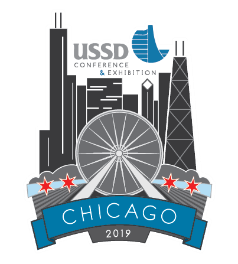 USSD
CONFERENCE
& EXHIBITION
CHICAGO
2019